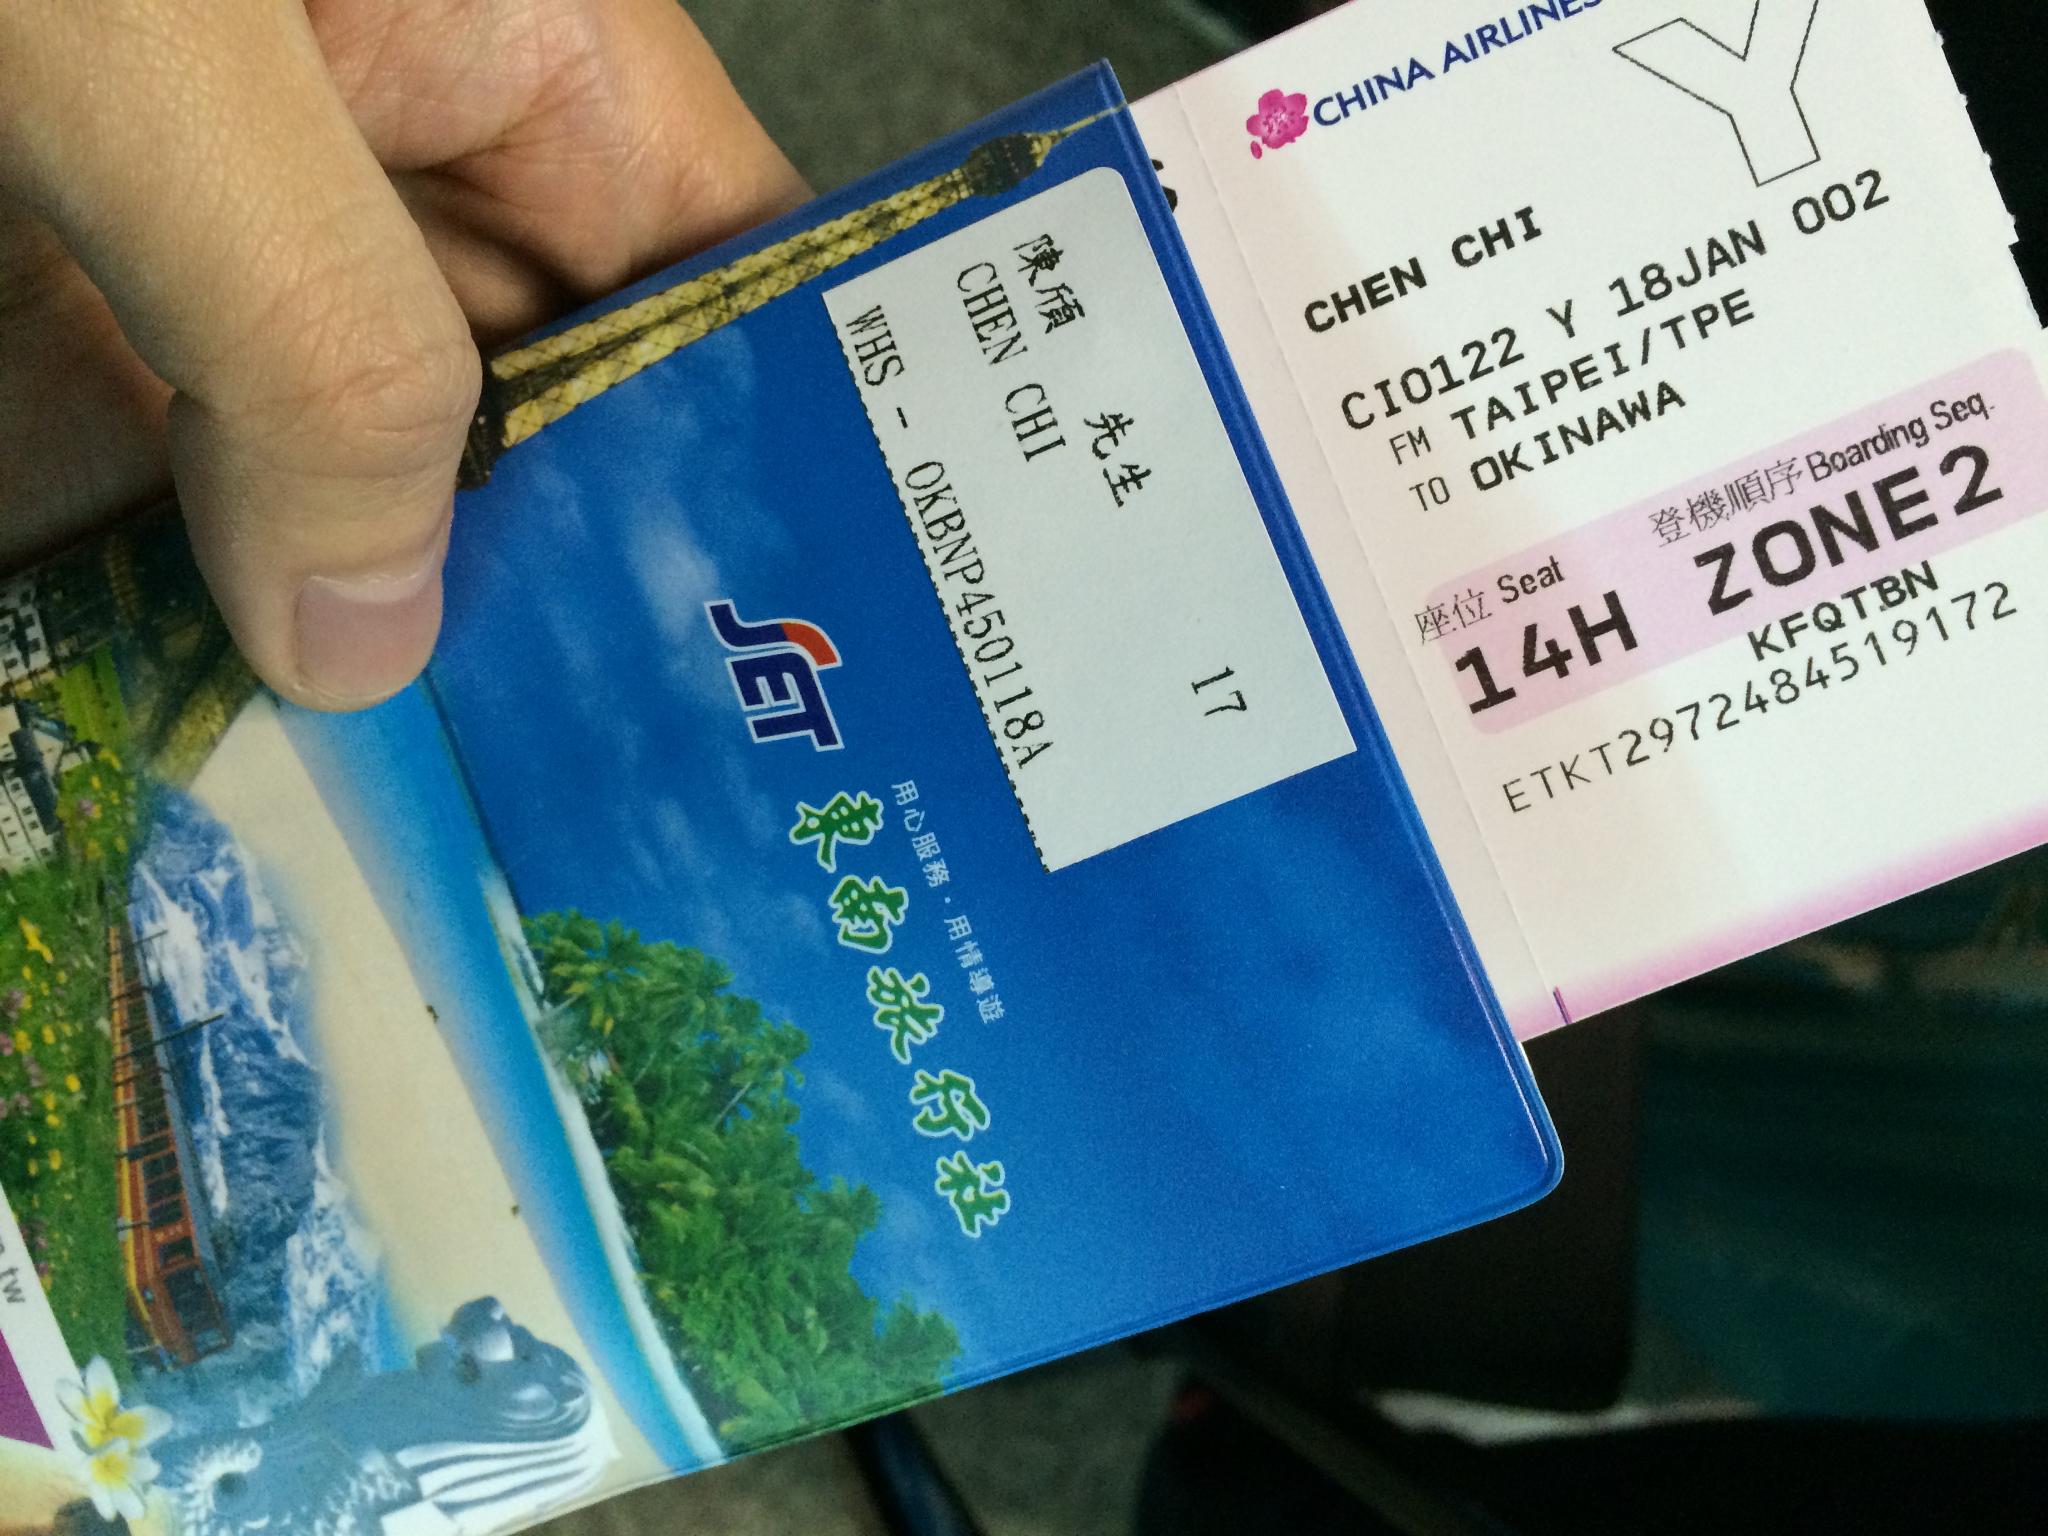 CHINA AIRLINES
Y
CHEN CHI
CI0122 Y 18JAN 002
FM TAIPEI/TPE
TO OKINAWA
座位 Seat 登機順序 Boarding Seq.
14H ZONE2
KFQTBN
ETKT2972484519172
陳頎 先生 17
CHEN CHI
WHS - OKBNP450118A
用心服務・用情導遊
SET 東南旅行社